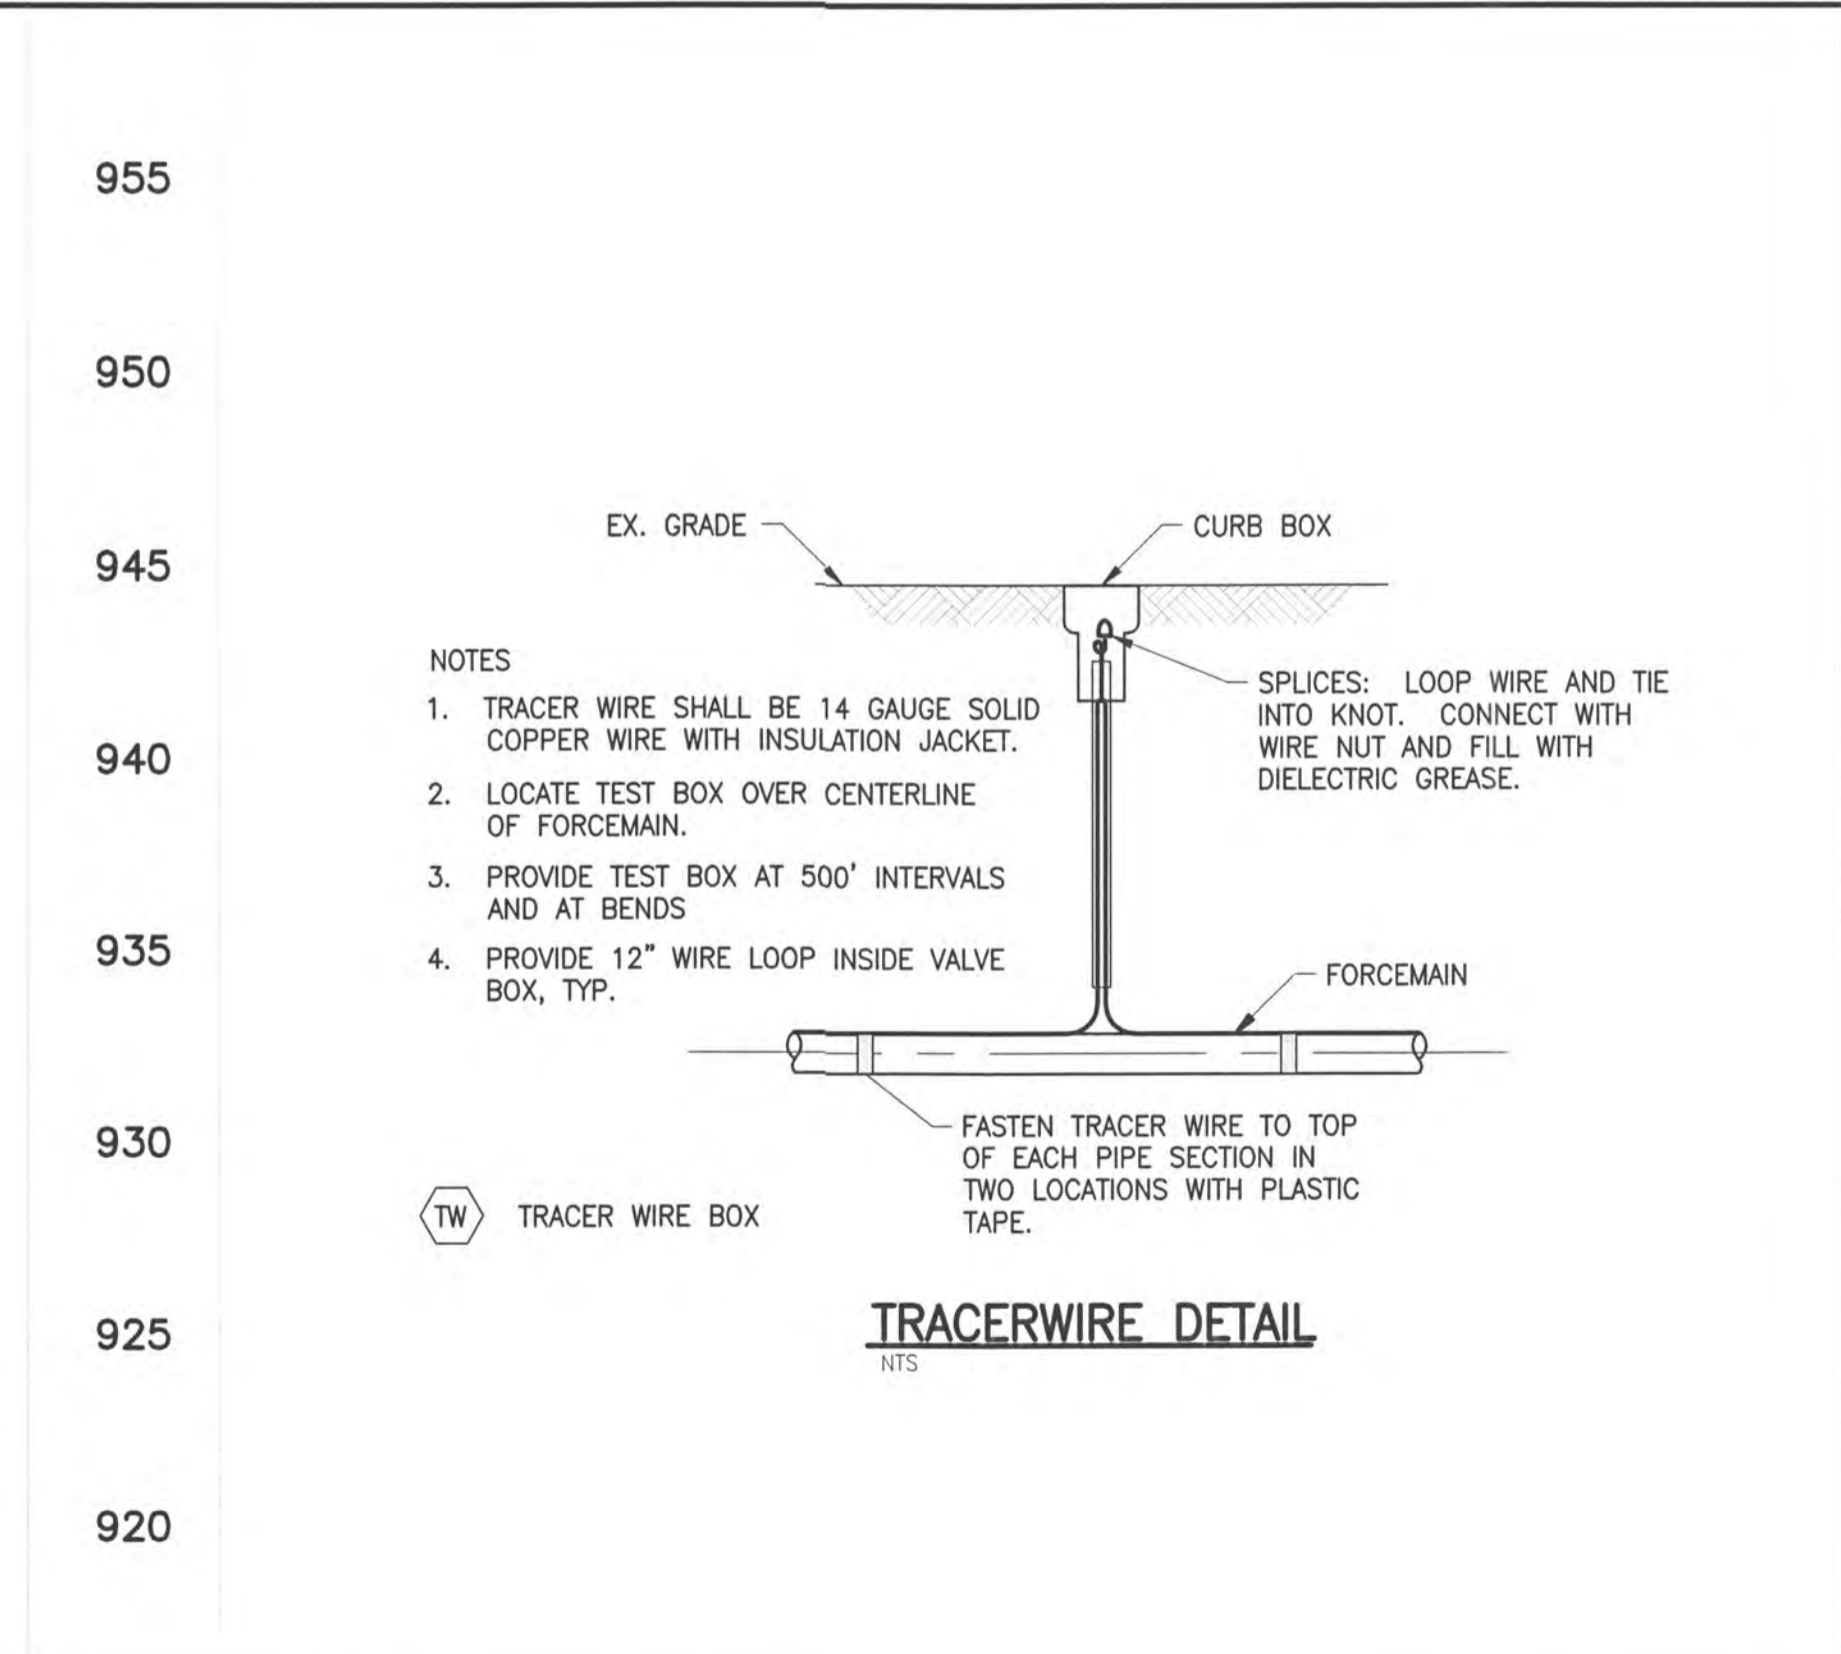 955
950
945
940
935
930
925
920
EX. GRADE
CURB BOX
NOTES
1. TRACER WIRE SHALL BE 14 GAUGE SOLID
COPPER WIRE WITH INSULATION JACKET.
2. LOCATE TEST BOX OVER CENTERLINE
OF FORCEMAIN.
3. PROVIDE TEST BOX AT 500' INTERVALS
AND AT BENDS
4. PROVIDE 12" WIRE LOOP INSIDE VALVE
BOX, TYP.
SPLICES: LOOP WIRE AND TIE
INTO KNOT. CONNECT WITH
WIRE NUT AND FILL WITH
DIELECTRIC GREASE.
FORCEMAIN
FASTEN TRACER WIRE TO TOP
OF EACH PIPE SECTION IN
TWO LOCATIONS WITH PLASTIC
TAPE.
TW TRACER WIRE BOX
TRACERWIRE DETAIL
NTS